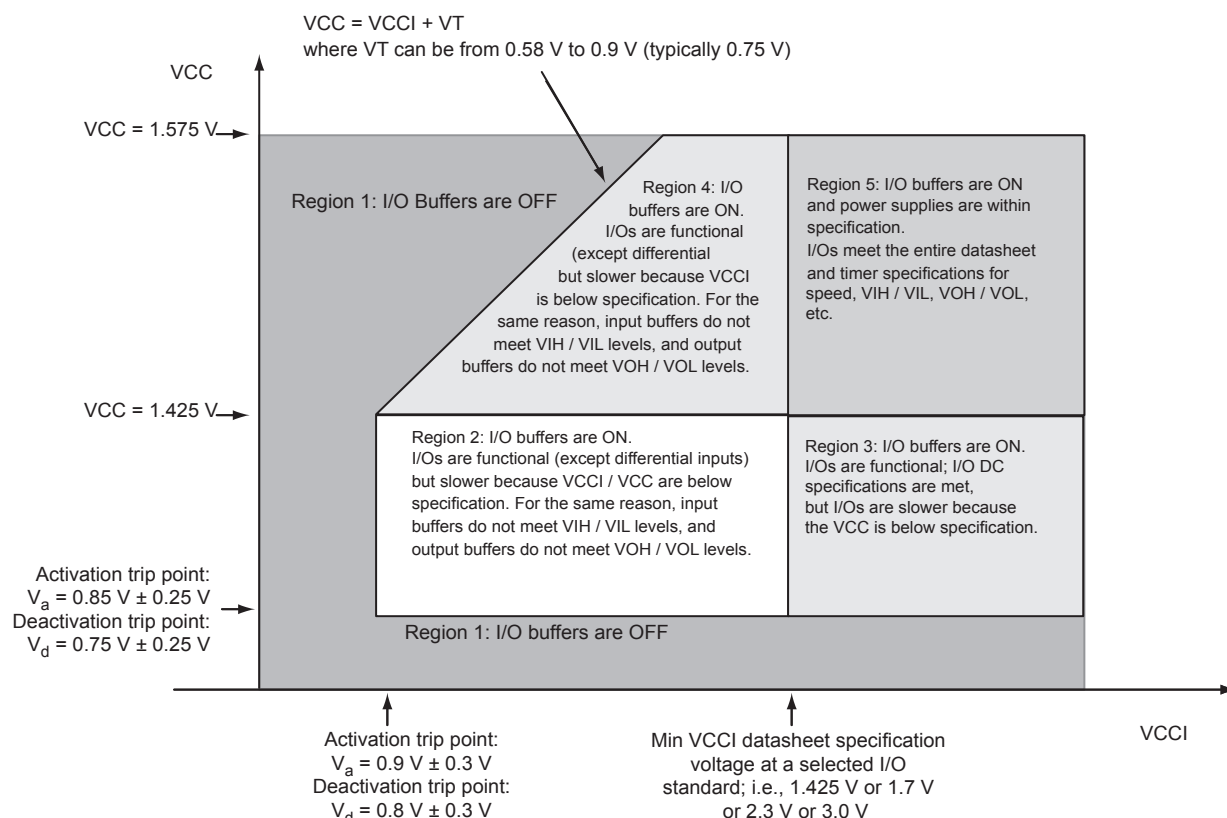 VCC = VCCI + VT
where VT can be from 0.58 V to 0.9 V (typically 0.75 V)
VCC
VCC = 1.575 V
Region 1: I/O Buffers are OFF
Region 4: I/O
buffers are ON.
I/Os are functional
(except differential
but slower because VCCI
is below specification. For the
same reason, input buffers do not
meet VIH / VIL levels, and output
buffers do not meet VOH / VOL levels.
Region 5: I/O buffers are ON
and power supplies are within
specification.
I/Os meet the entire datasheet
and timer specifications for
speed, VIH / VIL, VOH / VOL,
etc.
VCC = 1.425 V
Region 2: I/O buffers are ON.
I/Os are functional (except differential inputs)
but slower because VCCI / VCC are below
specification. For the same reason, input
buffers do not meet VIH / VIL levels, and
output buffers do not meet VOH / VOL levels.
Region 3: I/O buffers are ON.
I/Os are functional; I/O DC
specifications are met,
but I/Os are slower because
the VCC is below specification.
Activation trip point:
Va = 0.85 V ± 0.25 V
Deactivation trip point:
Vd = 0.75 V ± 0.25 V
Region 1: I/O buffers are OFF
VCCI
Activation trip point:
Va = 0.9 V ± 0.3 V
Deactivation trip point:
Vd = 0.8 V ± 0.3 V
Min VCCI datasheet specification
voltage at a selected I/O
standard; i.e., 1.425 V or 1.7 V
or 2.3 V or 3.0 V